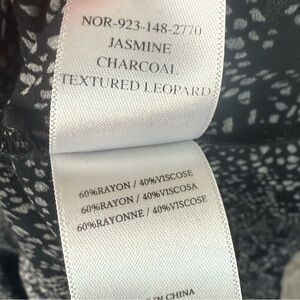 NOR-923-148-2770
JASMINE
CHARCOAL
TEXTURED LEOPARD
60%RAYON / 40%VISCOSE
60%RAYON / 40%VISCOSA
60%RAYONNE / 40%VISCOSE
IN CHINA